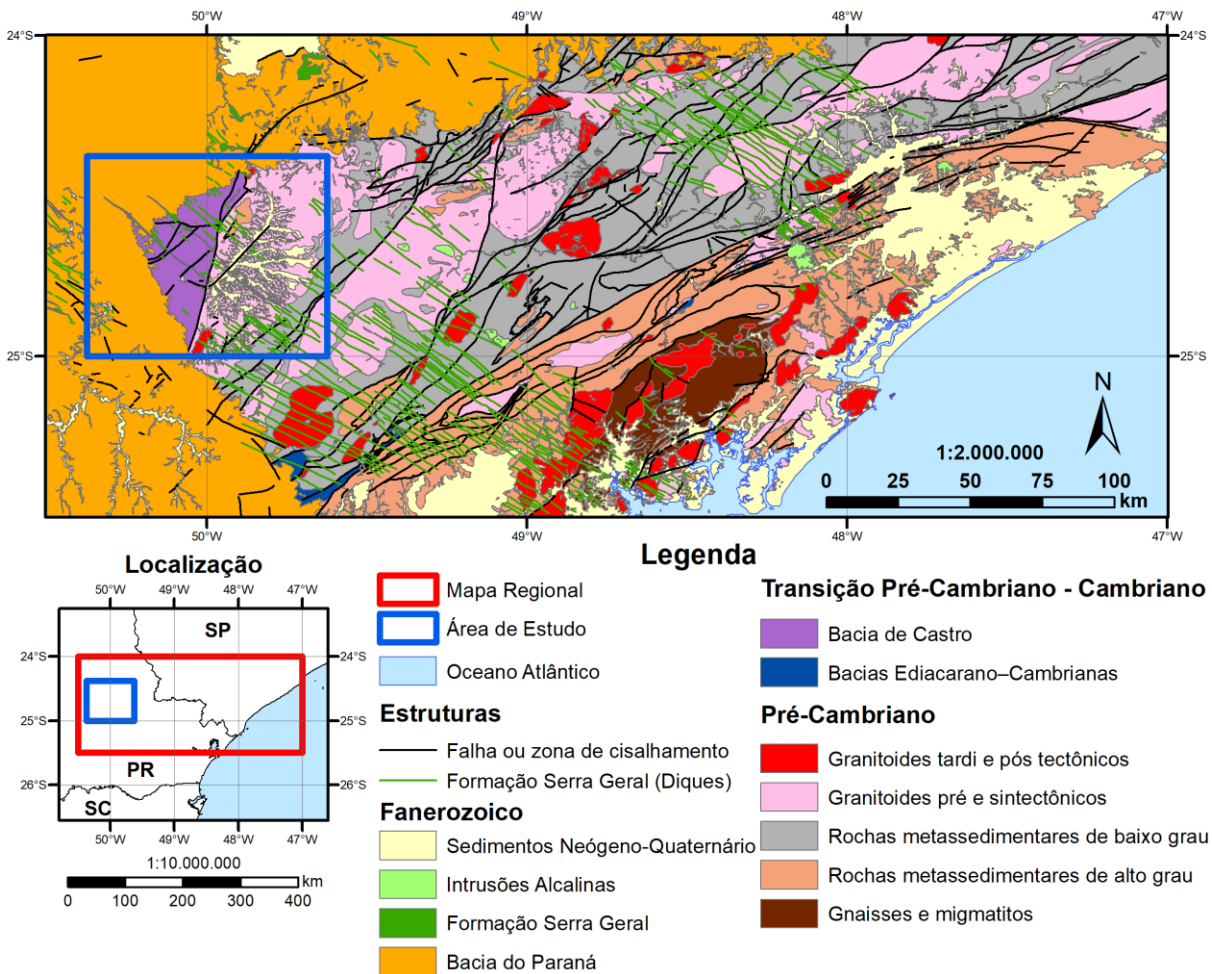 50°W 49°W 48°W 47°W
24°S 24°S
25°S 25°S
N
1:2.000.000
0 25 50 75 100
km
50°W 49°W 48°W 47°W
Localização
50°W 49°W 48°W 47°W
SP
24°S 24°S
25°S 25°S
PR
26°S 26°S
SC
50°W 49°W 48°W 47°W
1:10.000.000
km
0 100 200 300 400
Legenda
Mapa Regional
Área de Estudo
Oceano Atlântico
Estruturas
Falha ou zona de cisalhamento
Formação Serra Geral (Diques)
Fanerozoico
Sedimentos Neógeno-Quaternário
Intrusões Alcalinas
Formação Serra Geral
Bacia do Paraná
Transição Pré-Cambriano - Cambriano
Bacia de Castro
Bacias Ediacarano–Cambrianas
Pré-Cambriano
Granitoides tardi e pós tectônicos
Granitoides pré e sintectônicos
Rochas metassedimentares de baixo grau
Rochas metassedimentares de alto grau
Gnaisses e migmatitos